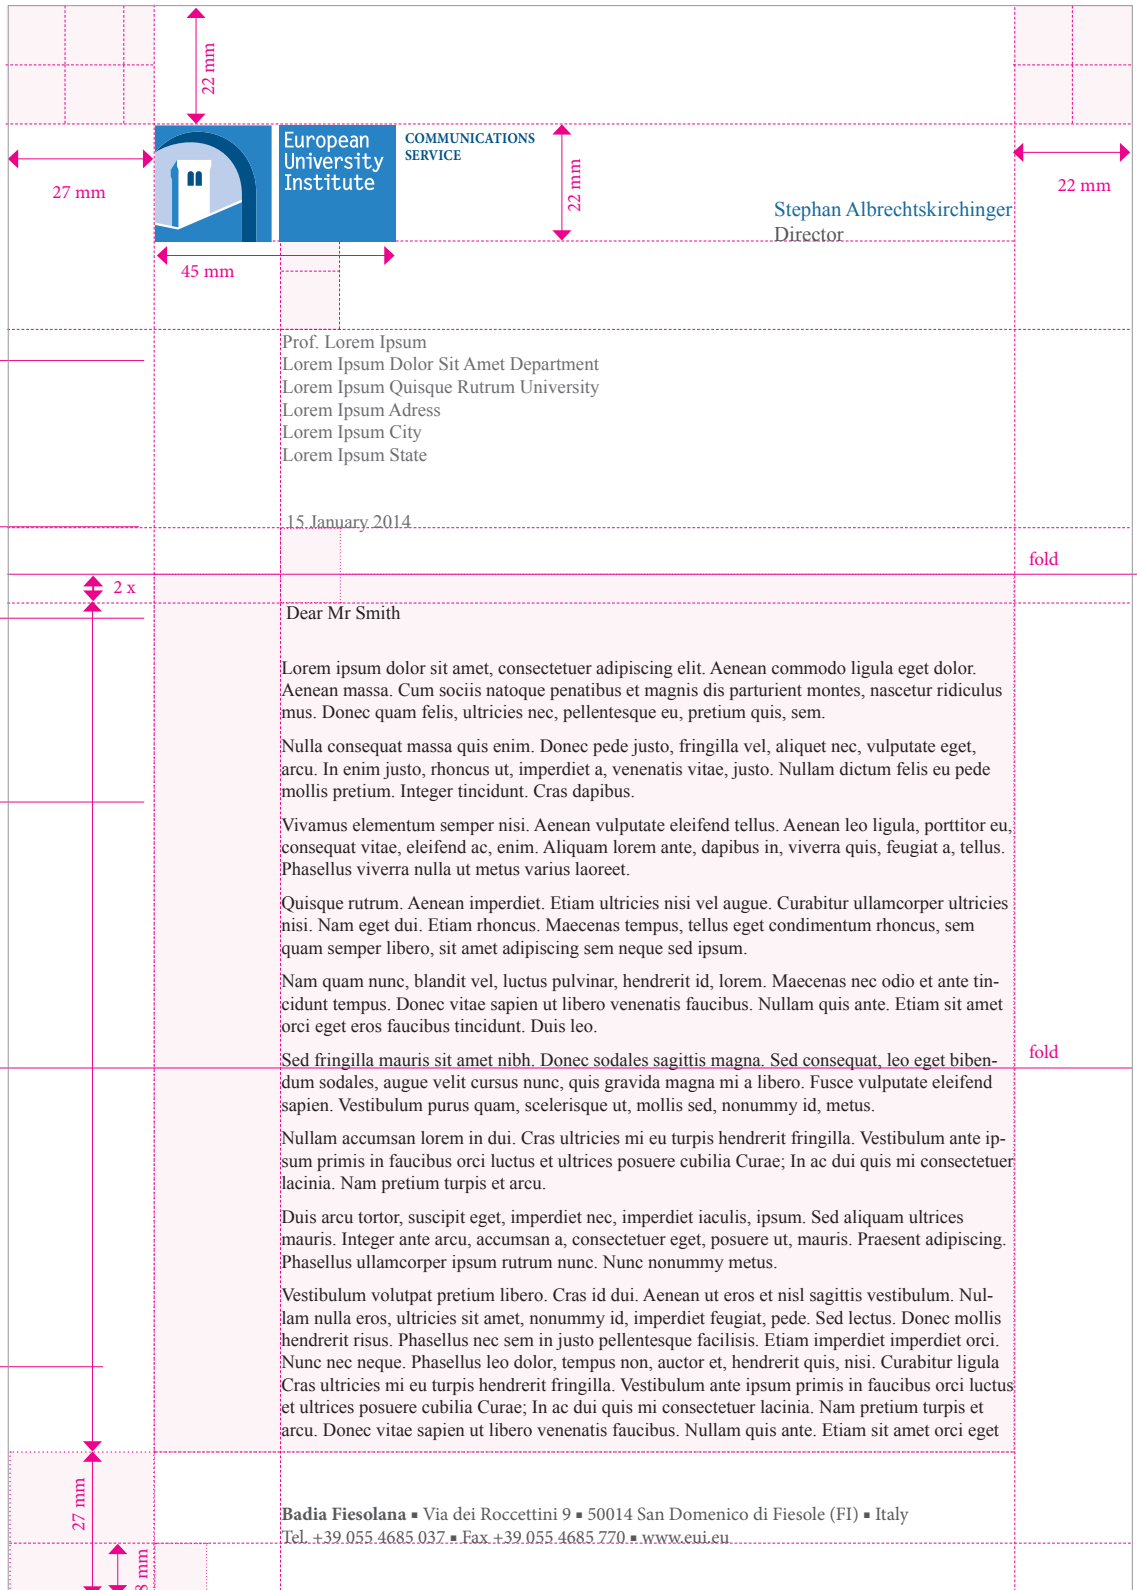 22 mm
European
University
Institute
COMMUNICATIONS
SERVICE
22 mm
27 mm
22 mm
Stephan Albrechtskirchinger
Director
45 mm
Prof. Lorem Ipsum
Lorem Ipsum Dolor Sit Amet Department
Lorem Ipsum Quisque Rutrum University
Lorem Ipsum Adress
Lorem Ipsum City
Lorem Ipsum State
15 January 2014
fold
2 x
Dear Mr Smith
Lorem ipsum dolor sit amet, consectetuer adipiscing elit. Aenean commodo ligula eget dolor.
Aenean massa. Cum sociis natoque penatibus et magnis dis parturient montes, nascetur ridiculus
mus. Donec quam felis, ultricies nec, pellentesque eu, pretium quis, sem.
Nulla consequat massa quis enim. Donec pede justo, fringilla vel, aliquet nec, vulputate eget,
arcu. In enim justo, rhoncus ut, imperdiet a, venenatis vitae, justo. Nullam dictum felis eu pede
mollis pretium. Integer tincidunt. Cras dapibus.
Vivamus elementum semper nisi. Aenean vulputate eleifend tellus. Aenean leo ligula, porttitor eu,
consequat vitae, eleifend ac, enim. Aliquam lorem ante, dapibus in, viverra quis, feugiat a, tellus.
Phasellus viverra nulla ut metus varius laoreet.
Quisque rutrum. Aenean imperdiet. Etiam ultricies nisi vel augue. Curabitur ullamcorper ultricies
nisi. Nam eget dui. Etiam rhoncus. Maecenas tempus, tellus eget condimentum rhoncus, sem
quam semper libero, sit amet adipiscing sem neque sed ipsum.
Nam quam nunc, blandit vel, luctus pulvinar, hendrerit id, lorem. Maecenas nec odio et ante tin-
cidunt tempus. Donec vitae sapien ut libero venenatis faucibus. Nullam quis ante. Etiam sit amet
orci eget eros faucibus tincidunt. Duis leo.
Sed fringilla mauris sit amet nibh. Donec sodales sagittis magna. Sed consequat, leo eget biben-
fold
dum sodales, augue velit cursus nunc, quis gravida magna mi a libero. Fusce vulputate eleifend
sapien. Vestibulum purus quam, scelerisque ut, mollis sed, nonummy id, metus.
Nullam accumsan lorem in dui. Cras ultricies mi eu turpis hendrerit fringilla. Vestibulum ante ip-
sum primis in faucibus orci luctus et ultrices posuere cubilia Curae; In ac dui quis mi consectetuer
lacinia. Nam pretium turpis et arcu.
Duis arcu tortor, suscipit eget, imperdiet nec, imperdiet iaculis, ipsum. Sed aliquam ultrices
mauris. Integer ante arcu, accumsan a, consectetuer eget, posuere ut, mauris. Praesent adipiscing.
Phasellus ullamcorper ipsum rutrum nunc. Nunc nonummy metus.
Vestibulum volutpat pretium libero. Cras id dui. Aenean ut eros et nisl sagittis vestibulum. Nul-
lam nulla eros, ultricies sit amet, nonummy id, imperdiet feugiat, pede. Sed lectus. Donec mollis
hendrerit risus. Phasellus nec sem in justo pellentesque facilisis. Etiam imperdiet imperdiet orci.
Nunc nec neque. Phasellus leo dolor, tempus non, auctor et, hendrerit quis, nisi. Curabitur ligula
Cras ultricies mi eu turpis hendrerit fringilla. Vestibulum ante ipsum primis in faucibus orci luctus
et ultrices posuere cubilia Curae; In ac dui quis mi consectetuer lacinia. Nam pretium turpis et
arcu. Donec vitae sapien ut libero venenatis faucibus. Nullam quis ante. Etiam sit amet orci eget
27 mm
Badia Fiesolana ▪ Via dei Roccettini 9 ▪ 50014 San Domenico di Fiesole (FI) ▪ Italy
Tel. +39 055 4685 037 ▪ Fax +39 055 4685 770 ▪ www.eui.eu
mm